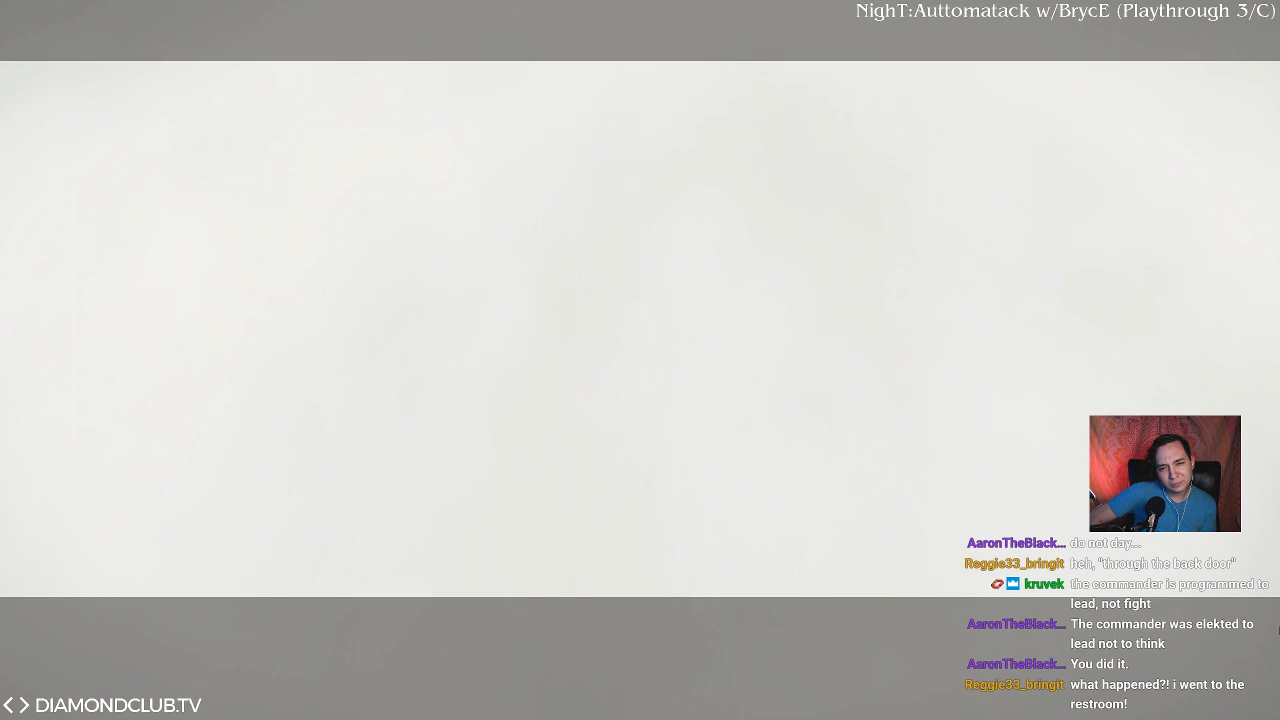 NighT:Auttomatack w/BrycE (Playthrough 3/C)
AaronTheBlack... do not day...
Reggie33_bringit heh, "through the back door"
kruvek the commander is programmed to
lead, not fight
AaronTheBlack... The commander was elekted to
lead not to think
AaronTheBlack... You did it.
Reggie33_bringit what happened?! i went to the
restroom!
< > DIAMONDCLUB.TV